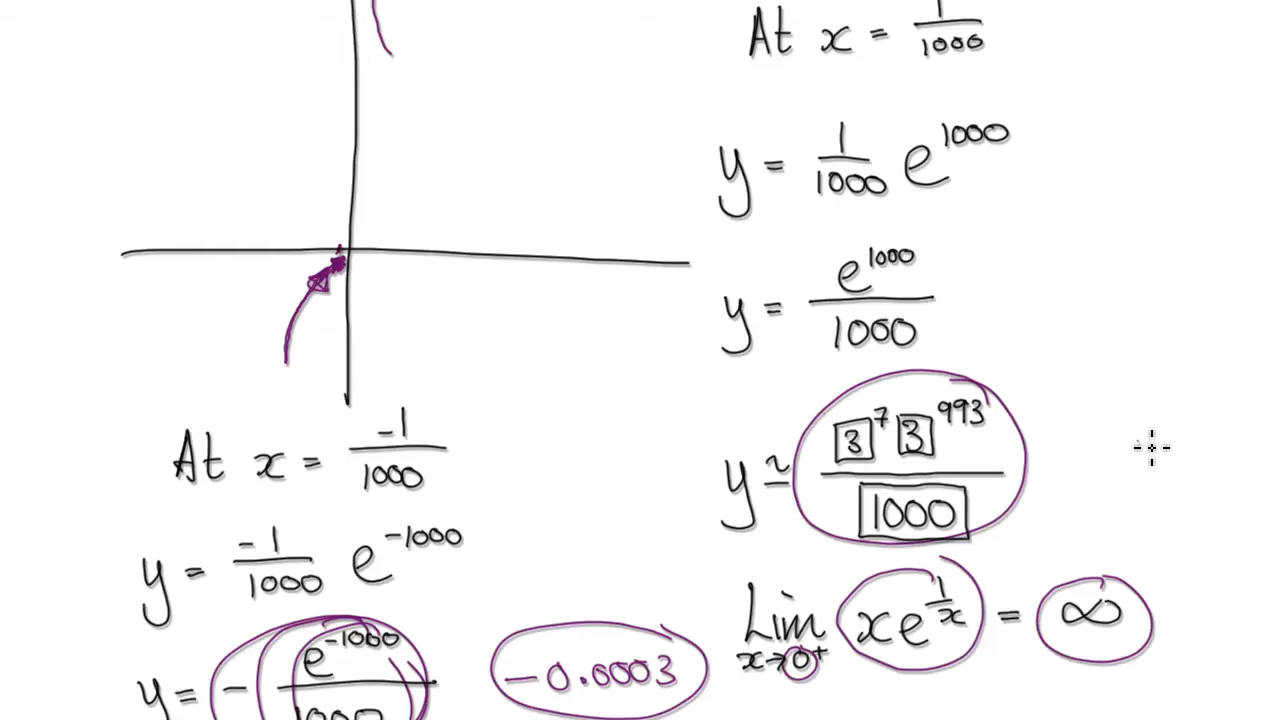 At x = 1/1000
y = 1/1000 e^1000
y = e^1000/1000
y ≃ 3^7 3^993/1000
Lim x→0+ xe^1/x = ∞
At x = -1/1000
y = -1/1000 e^-1000
y = - e^-1000/1000
-0.0003